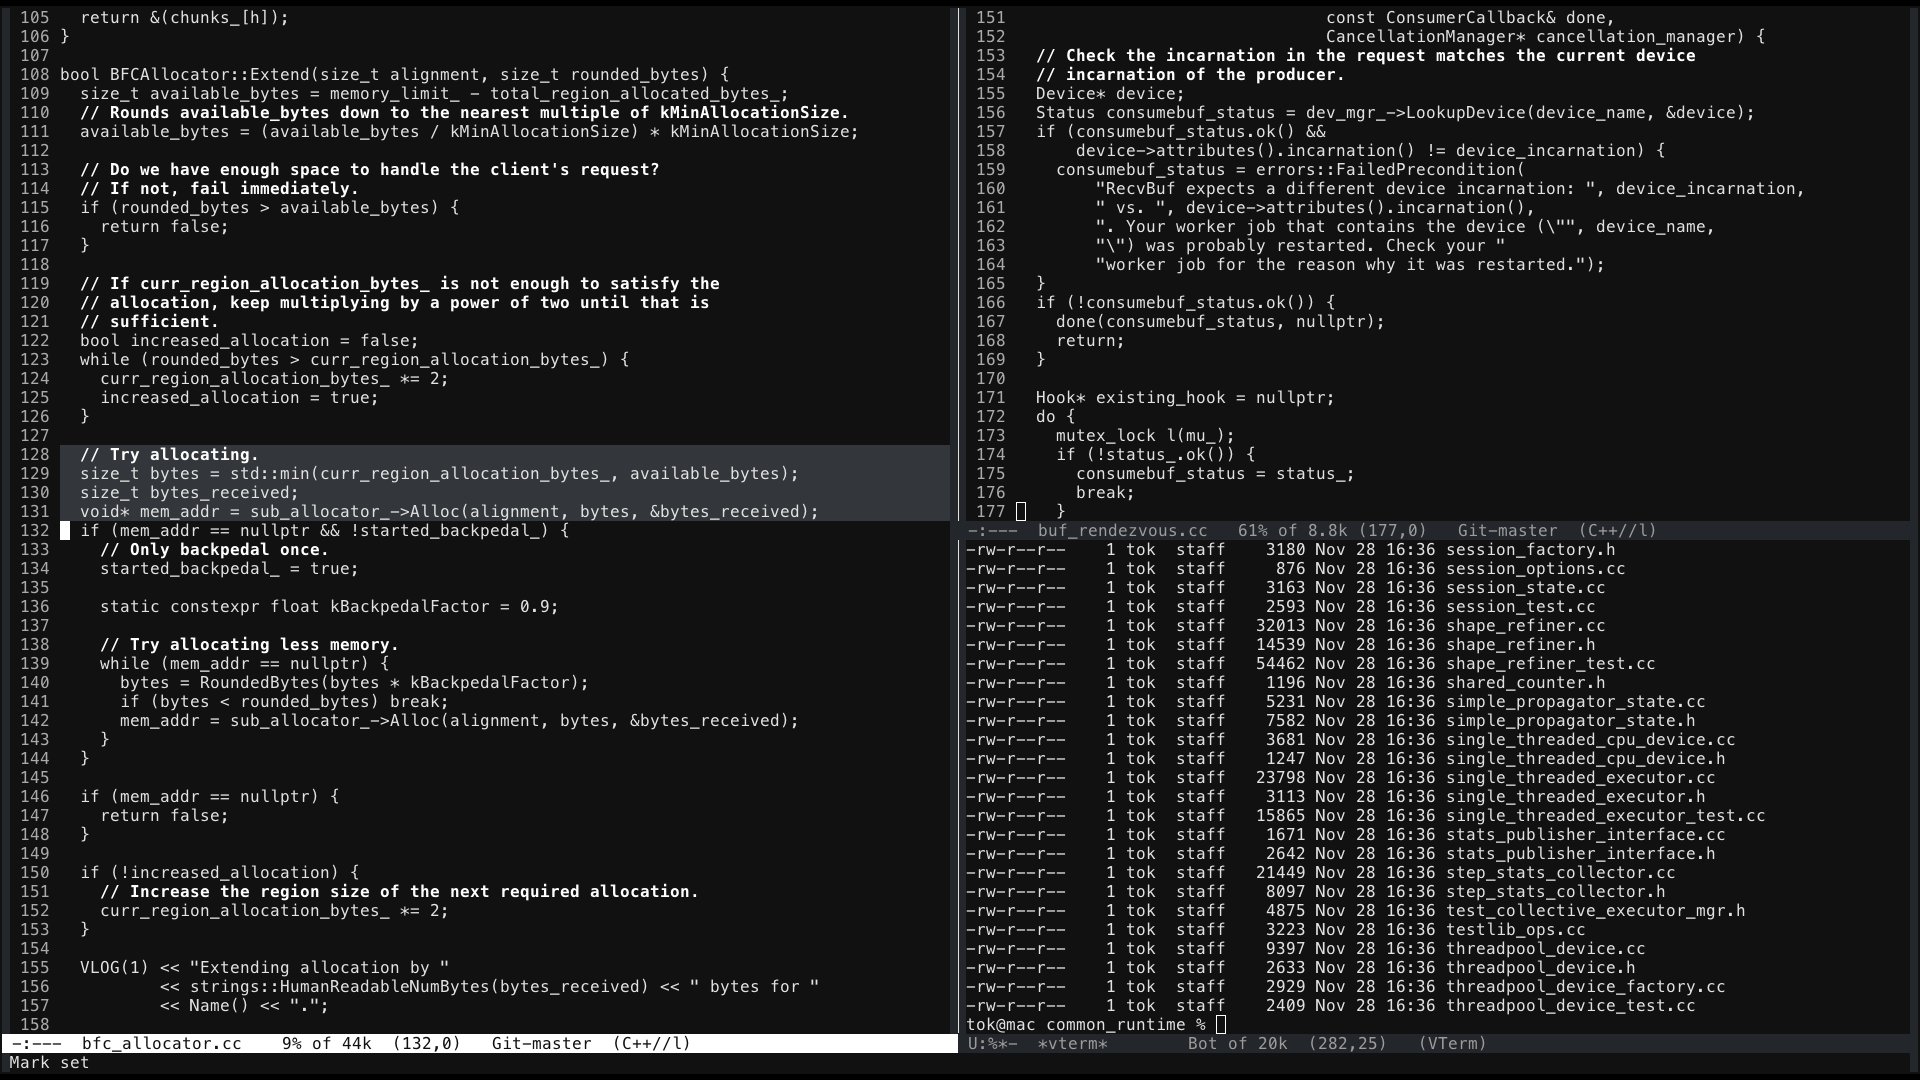 105   return &(chunks_[h]);
106 }
107
108 bool BFCAllocator::Extend(size_t alignment, size_t rounded_bytes) {
109   size_t available_bytes = memory_limit_ - total_region_allocated_bytes_;
110   // Rounds available_bytes down to the nearest multiple of kMinAllocationSize.
111   available_bytes = (available_bytes / kMinAllocationSize) * kMinAllocationSize;
112
113   // Do we have enough space to handle the client's request?
114   // If not, fail immediately.
115   if (rounded_bytes > available_bytes) {
116     return false;
117   }
118
119   // If curr_region_allocation_bytes_ is not enough to satisfy the
120   // allocation, keep multiplying by a power of two until that is
121   // sufficient.
122   bool increased_allocation = false;
123   while (rounded_bytes > curr_region_allocation_bytes_) {
124     curr_region_allocation_bytes_ *= 2;
125     increased_allocation = true;
126   }
127
128   // Try allocating.
129   size_t bytes = std::min(curr_region_allocation_bytes_, available_bytes);
130   size_t bytes_received;
131   void* mem_addr = sub_allocator_->Alloc(alignment, bytes, &bytes_received);
132   if (mem_addr == nullptr && !started_backpedal_) {
133     // Only backpedal once.
134     started_backpedal_ = true;
135
136     static constexpr float kBackpedalFactor = 0.9;
137
138     // Try allocating less memory.
139     while (mem_addr == nullptr) {
140       bytes = RoundedBytes(bytes * kBackpedalFactor);
141       if (bytes < rounded_bytes) break;
142       mem_addr = sub_allocator_->Alloc(alignment, bytes, &bytes_received);
143     }
144   }
145
146   if (mem_addr == nullptr) {
147     return false;
148   }
149
150   if (!increased_allocation) {
151     // Increase the region size of the next required allocation.
152     curr_region_allocation_bytes_ *= 2;
153   }
154
155   VLOG(1) << "Extending allocation by "
156           << strings::HumanReadableNumBytes(bytes_received) << " bytes for "
157           << Name() << ".";
158
-:---  bfc_allocator.cc    9% of 44k  (132,0)   Git-master  (C++//l)
Mark set
151                                const ConsumerCallback& done,
152                                CancellationManager* cancellation_manager) {
153   // Check the incarnation in the request matches the current device
154   // incarnation of the producer.
155   Device* device;
156   Status consumebuf_status = dev_mgr_->LookupDevice(device_name, &device);
157   if (consumebuf_status.ok() &&
158       device->attributes().incarnation() != device_incarnation) {
159     consumebuf_status = errors::FailedPrecondition(
160         "RecvBuf expects a different device incarnation: ", device_incarnation,
161         " vs. ", device->attributes().incarnation(),
162         ". Your worker job that contains the device (\"", device_name,
163         "\") was probably restarted. Check your "
164         "worker job for the reason why it was restarted.");
165   }
166   if (!consumebuf_status.ok()) {
167     done(consumebuf_status, nullptr);
168     return;
169   }
170
171   Hook* existing_hook = nullptr;
172   do {
173     mutex_lock l(mu_);
174     if (!status_.ok()) {
175       consumebuf_status = status_;
176       break;
177     }
-:---  buf_rendezvous.cc   61% of 8.8k (177,0)   Git-master  (C++//l)
-rw-r--r--    1 tok  staff    3180 Nov 28 16:36 session_factory.h
-rw-r--r--    1 tok  staff     876 Nov 28 16:36 session_options.cc
-rw-r--r--    1 tok  staff    3163 Nov 28 16:36 session_state.cc
-rw-r--r--    1 tok  staff    2593 Nov 28 16:36 session_test.cc
-rw-r--r--    1 tok  staff   32013 Nov 28 16:36 shape_refiner.cc
-rw-r--r--    1 tok  staff   14539 Nov 28 16:36 shape_refiner.h
-rw-r--r--    1 tok  staff   54462 Nov 28 16:36 shape_refiner_test.cc
-rw-r--r--    1 tok  staff    1196 Nov 28 16:36 shared_counter.h
-rw-r--r--    1 tok  staff    5231 Nov 28 16:36 simple_propagator_state.cc
-rw-r--r--    1 tok  staff    7582 Nov 28 16:36 simple_propagator_state.h
-rw-r--r--    1 tok  staff    3681 Nov 28 16:36 single_threaded_cpu_device.cc
-rw-r--r--    1 tok  staff    1247 Nov 28 16:36 single_threaded_cpu_device.h
-rw-r--r--    1 tok  staff   23798 Nov 28 16:36 single_threaded_executor.cc
-rw-r--r--    1 tok  staff    3113 Nov 28 16:36 single_threaded_executor.h
-rw-r--r--    1 tok  staff   15865 Nov 28 16:36 single_threaded_executor_test.cc
-rw-r--r--    1 tok  staff    1671 Nov 28 16:36 stats_publisher_interface.cc
-rw-r--r--    1 tok  staff    2642 Nov 28 16:36 stats_publisher_interface.h
-rw-r--r--    1 tok  staff   21449 Nov 28 16:36 step_stats_collector.cc
-rw-r--r--    1 tok  staff    8097 Nov 28 16:36 step_stats_collector.h
-rw-r--r--    1 tok  staff    4875 Nov 28 16:36 test_collective_executor_mgr.h
-rw-r--r--    1 tok  staff    3223 Nov 28 16:36 testlib_ops.cc
-rw-r--r--    1 tok  staff    9397 Nov 28 16:36 threadpool_device.cc
-rw-r--r--    1 tok  staff    2633 Nov 28 16:36 threadpool_device.h
-rw-r--r--    1 tok  staff    2929 Nov 28 16:36 threadpool_device_factory.cc
-rw-r--r--    1 tok  staff    2409 Nov 28 16:36 threadpool_device_test.cc
tok@mac common_runtime %
U:%*-  *vterm*        Bot of 20k  (282,25)   (VTerm)